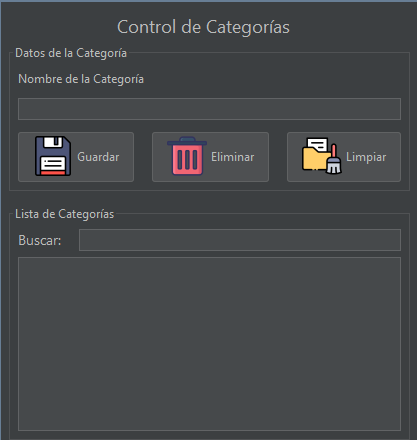 Control de Categorías
Datos de la Categoría
Nombre de la Categoría
Guardar
Eliminar
Limpiar
Lista de Categorías
Buscar: